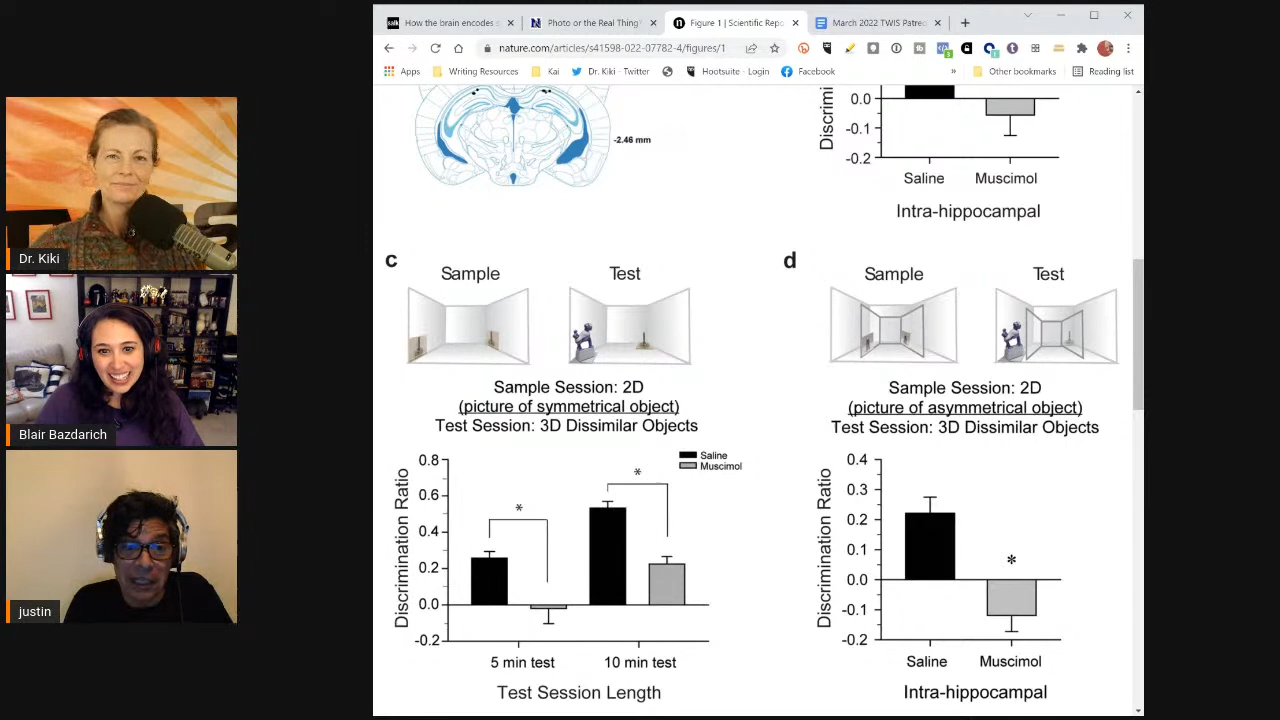 How the brain encodes s
Photo or the Real Thing?
Figure 1 | Scientific Repo
March 2022 TWIS Patre
nature.com/articles/s41598-022-07782-4/figures/1
Apps
Writing Resources
Kai
Dr. Kiki - Twitter
Hootsuite - Login
Facebook
»
Other bookmarks
Reading list
-2.46 mm
Discrimi
0.0
-0.1
-0.2
Saline
Muscimol
Intra-hippocampal
c
Sample
Test
Sample Session: 2D
(picture of symmetrical object)
Test Session: 3D Dissimilar Objects
Saline
Muscimol
Discrimination Ratio
0.8
0.6
0.4
0.2
0.0
-0.2
*
*
5 min test
10 min test
Test Session Length
d
Sample
Test
Sample Session: 2D
(picture of asymmetrical object)
Test Session: 3D Dissimilar Objects
Discrimination Ratio
0.4
0.3
0.2
0.1
0.0
-0.1
-0.2
*
Saline
Muscimol
Intra-hippocampal
Dr. Kiki
Blair Bazdarich
justin